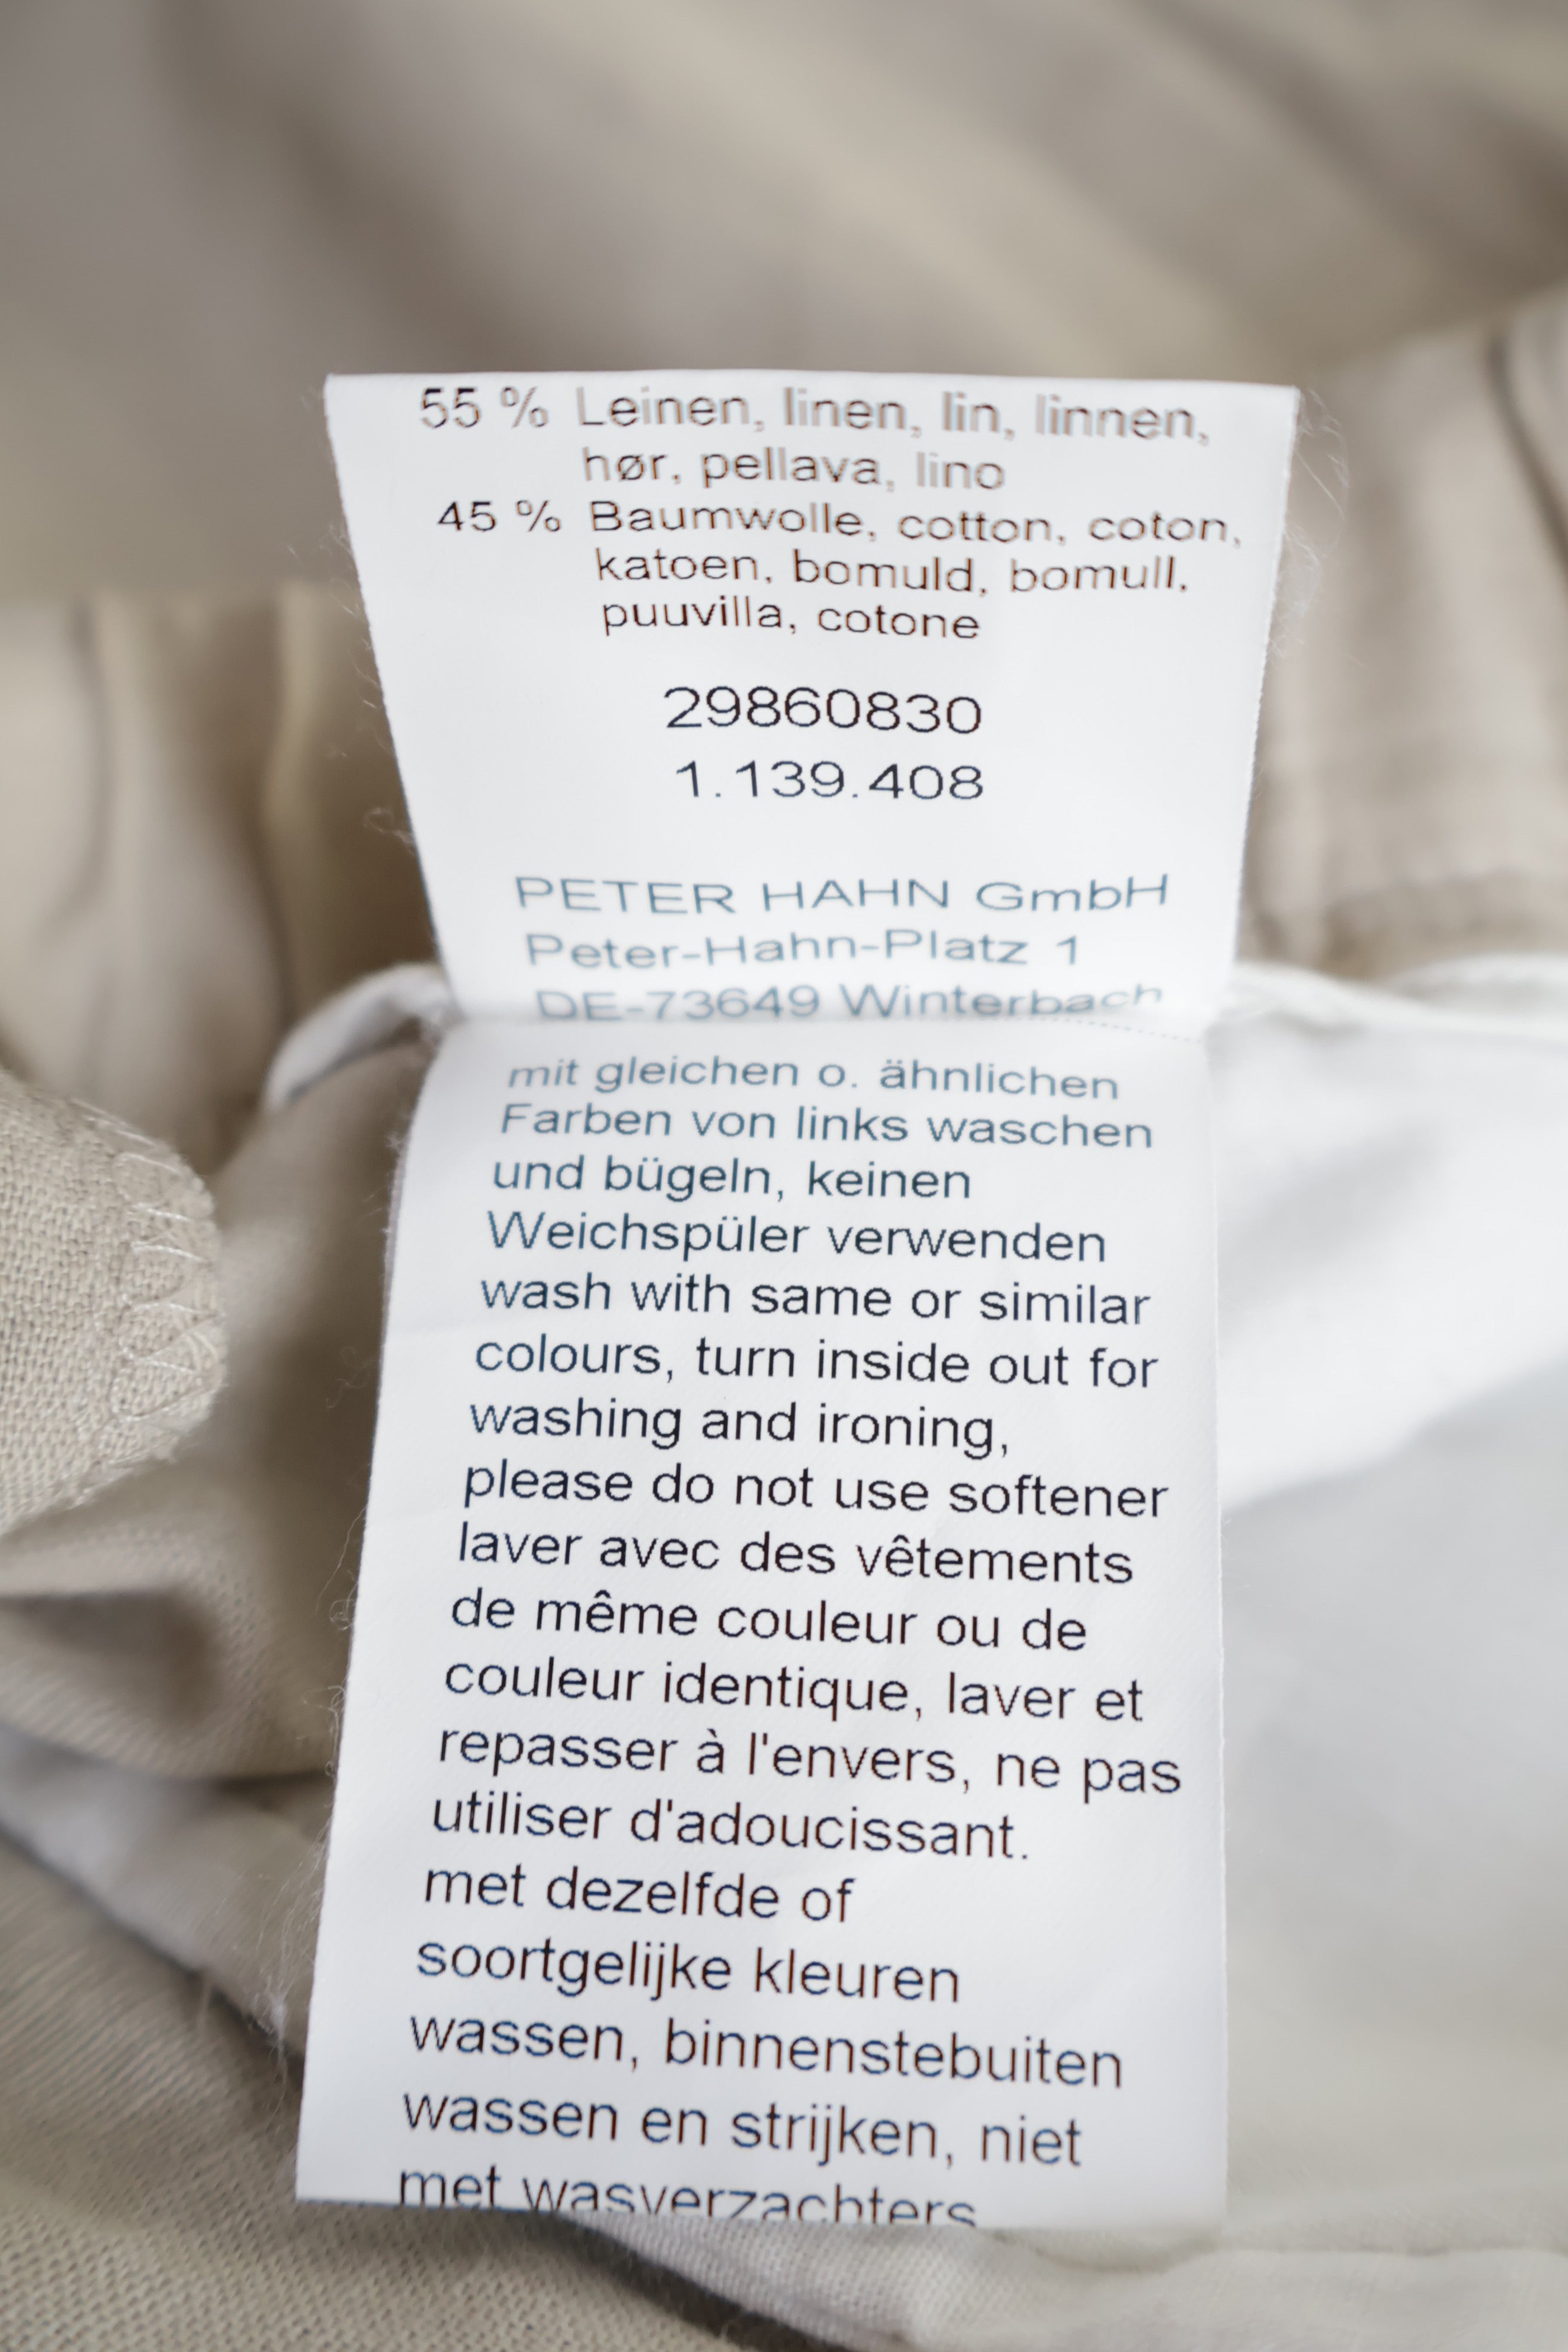 55 % Leinen, linen, lin, linnen,
hør, pellava, lino
45 % Baumwolle, cotton, coton,
katoen, bomuld, bomull,
puuvilla, cotone
29860830
1.139.408
PETER HAHN GmbH
Peter-Hahn-Platz 1
DE-73649 Winterbach
mit gleichen o. ähnlichen
Farben von links waschen
und bügeln, keinen
Weichspüler verwenden
wash with same or similar
colours, turn inside out for
washing and ironing,
please do not use softener
laver avec des vêtements
de même couleur ou de
couleur identique, laver et
repasser à l'envers, ne pas
utiliser d'adoucissant.
met dezelfde of
soortgelijke kleuren
wassen, binnenstebuiten
wassen en strijken, niet
met wasverzachters